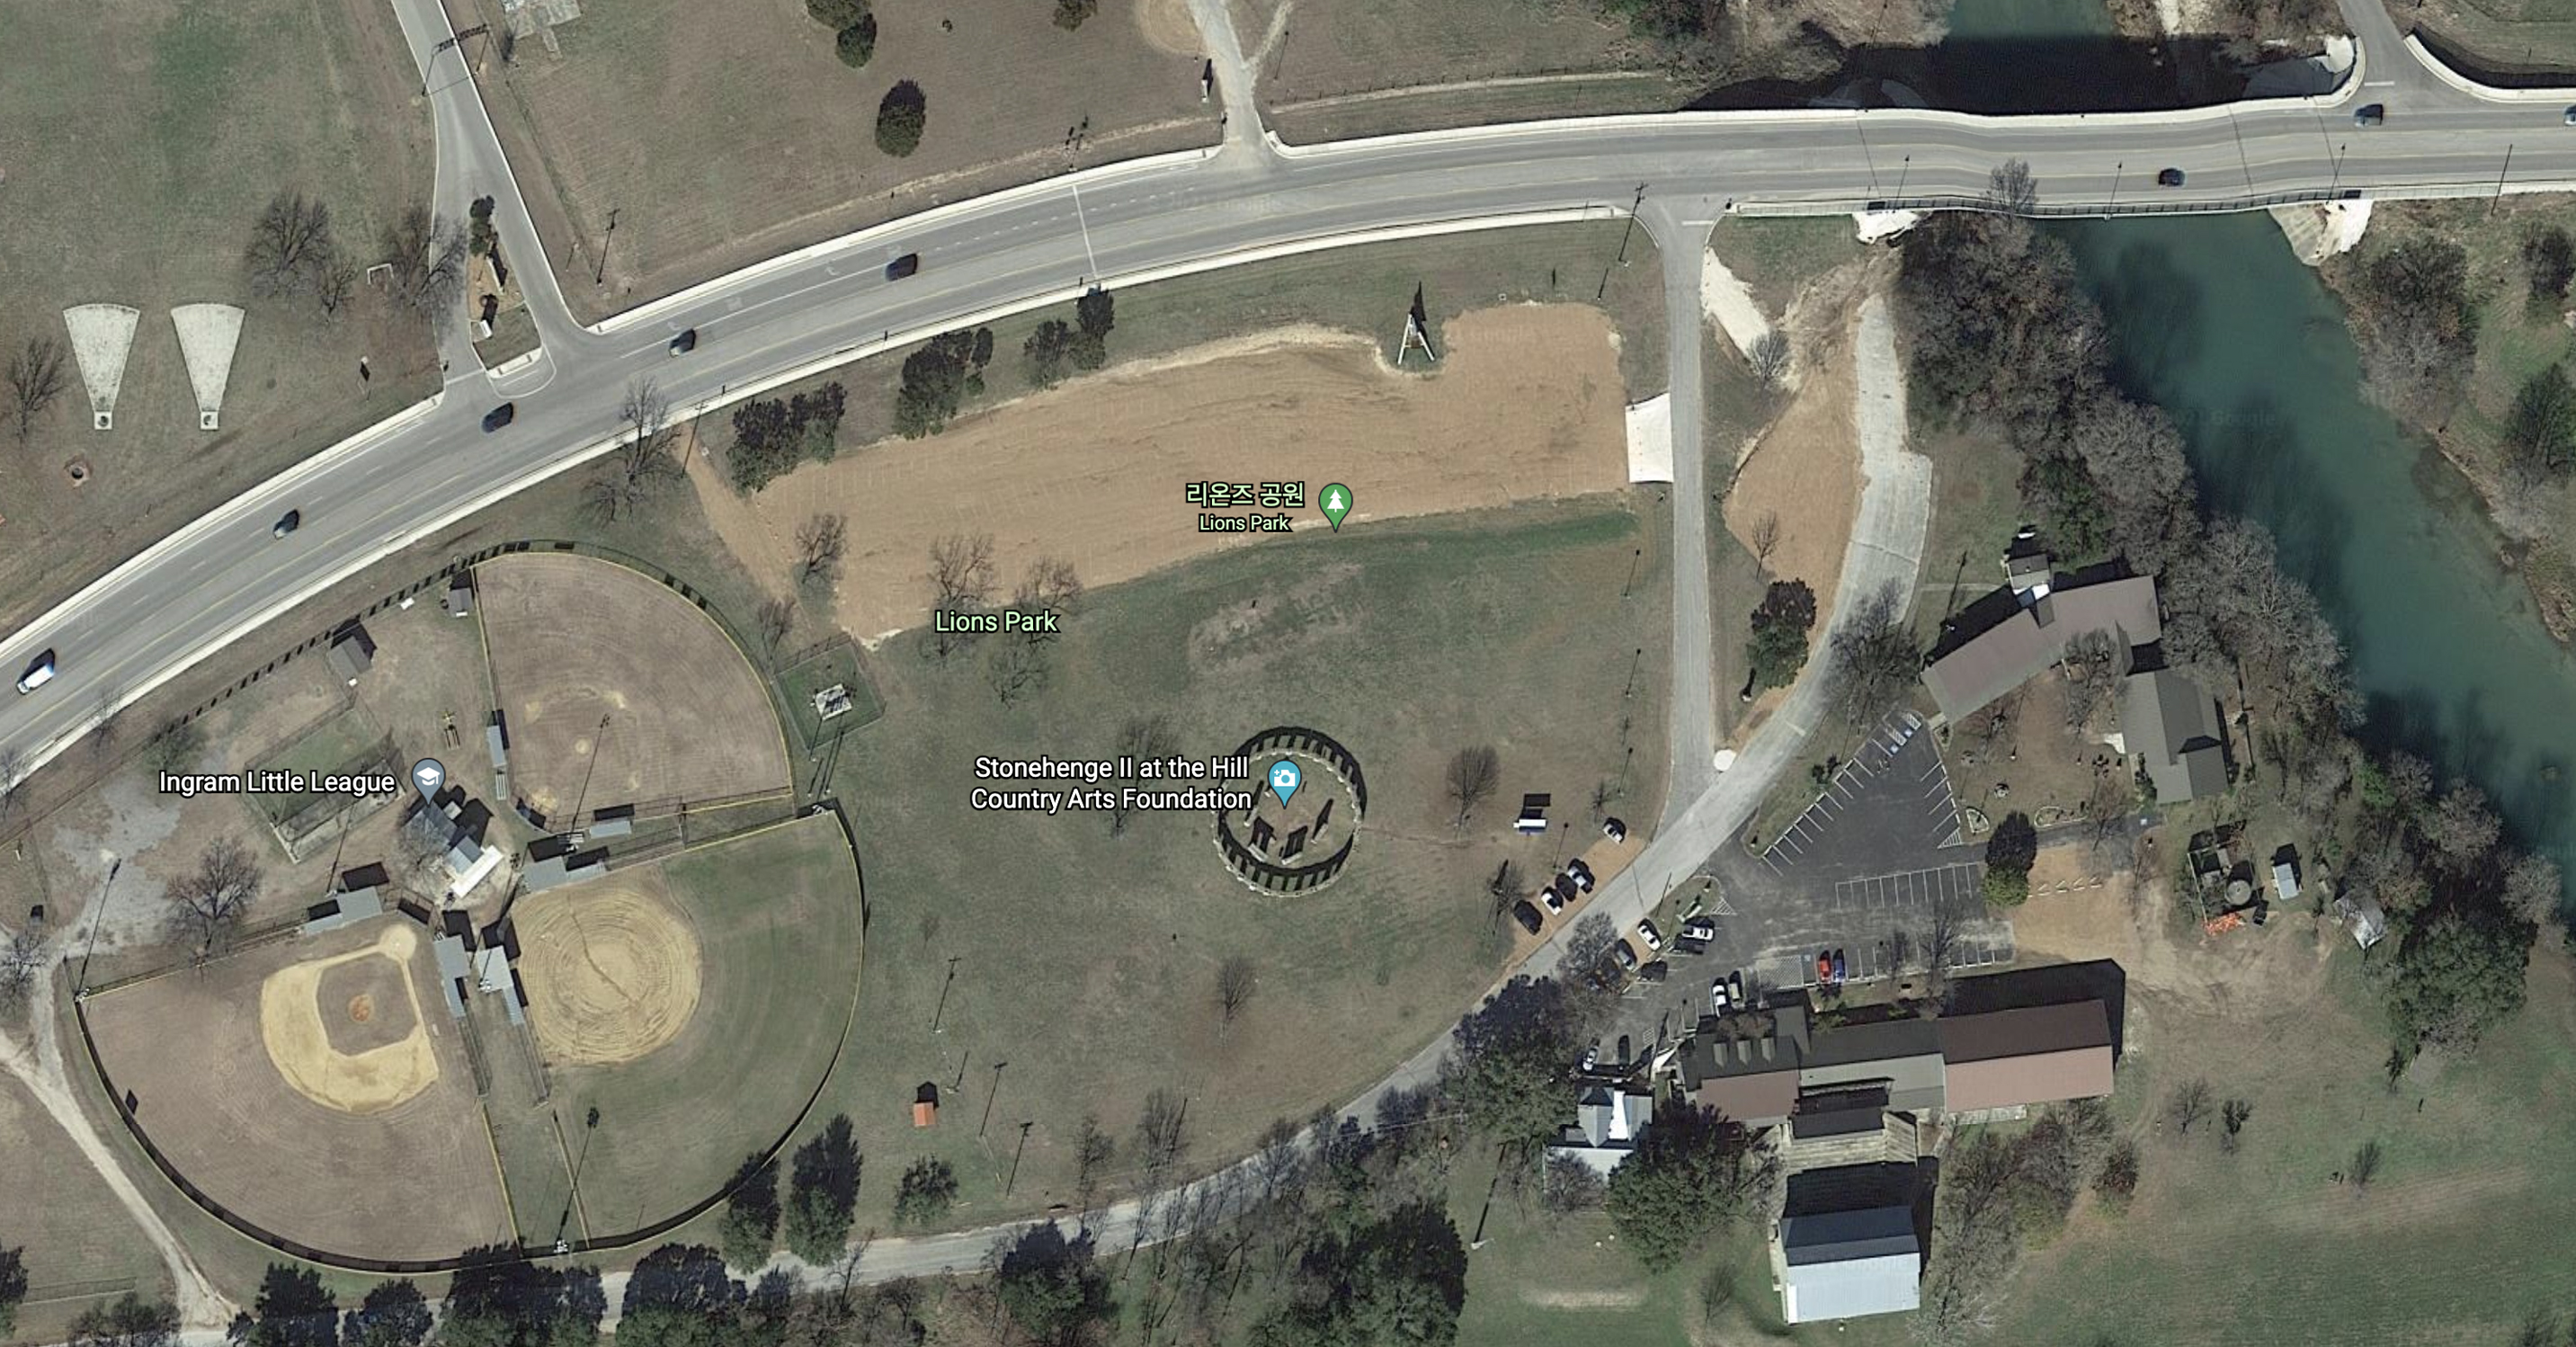 리온즈 공원
Lions Park
Lions Park
Stonehenge II at the Hill
Country Arts Foundation
Ingram Little League